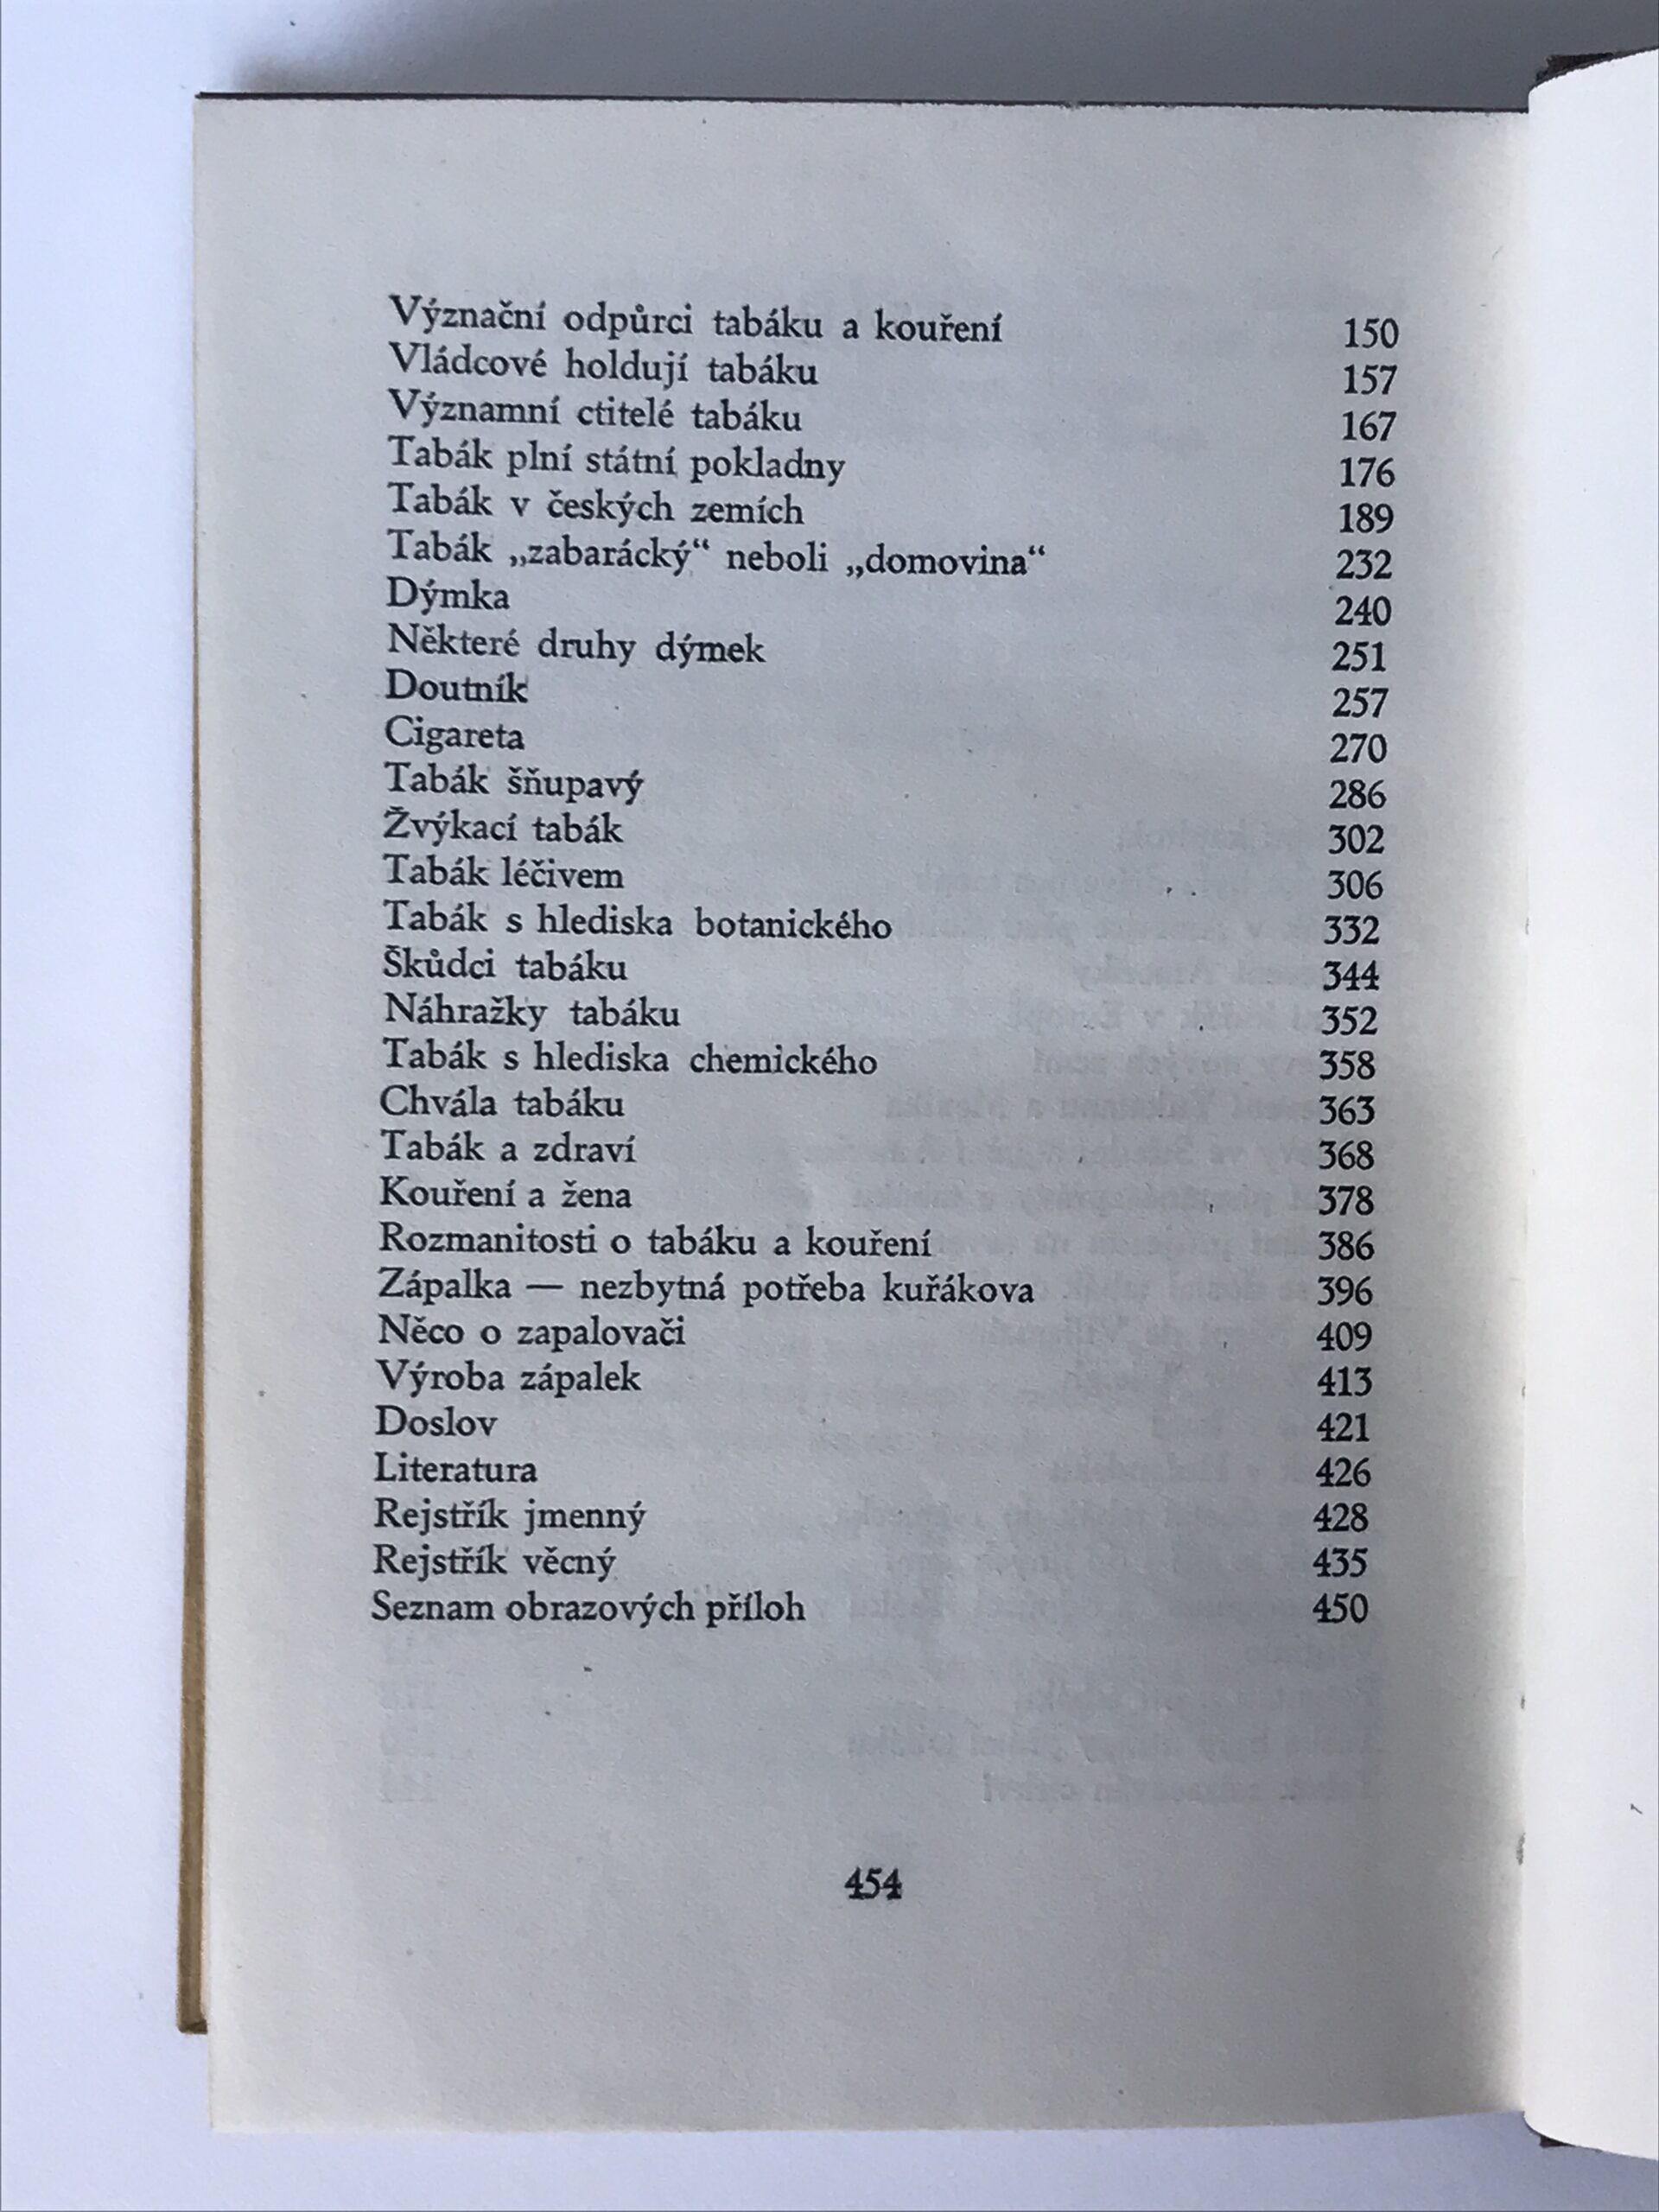 Význační odpůrci tabáku a kouření 150
Vládcové holdují tabáku 157
Významní ctitelé tabáku 167
Tabák plní státní pokladny 176
Tabák v českých zemích 189
Tabák „zabarácký“ neboli „domovina“ 232
Dýmka 240
Některé druhy dýmek 251
Doutník 257
Cigareta 270
Tabák šňupavý 286
Žvýkací tabák 302
Tabák léčivem 306
Tabák s hlediska botanického 332
Škůdci tabáku 344
Náhražky tabáku 352
Tabák s hlediska chemického 358
Chvála tabáku 363
Tabák a zdraví 368
Kouření a žena 378
Rozmanitosti o tabáku a kouření 386
Zápalka — nezbytná potřeba kuřákova 396
Něco o zapalovači 409
Výroba zápalek 413
Doslov 421
Literatura 426
Rejstřík jmenný 428
Rejstřík věcný 435
Seznam obrazových příloh 450
454